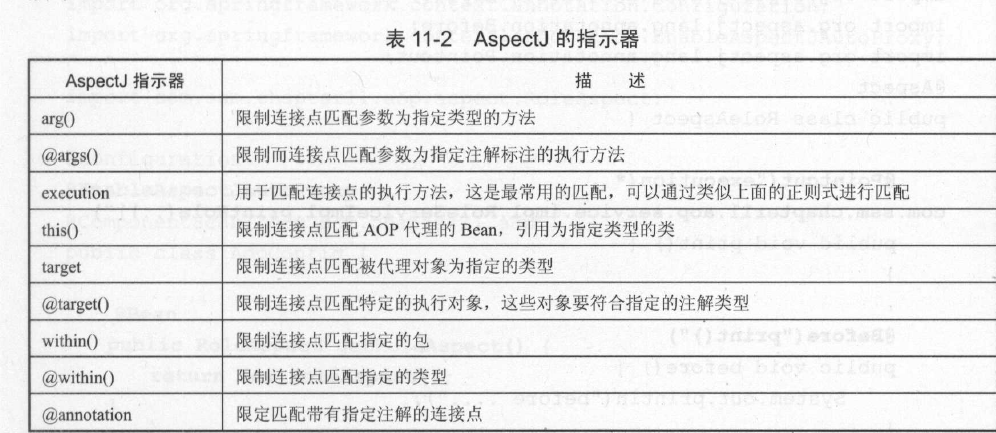 表 11-2 AspectJ 的指示器
AspectJ 指示器 描 述
arg() 限制连接点匹配参数为指定类型的方法
@args() 限制而连接点匹配参数为指定注解标注的执行方法
execution 用于匹配连接点的执行方法，这是最常用的匹配，可以通过类似上面的正则式进行匹配
this() 限制连接点匹配 AOP 代理的 Bean，引用为指定类型的类
target 限制连接点匹配被代理对象为指定的类型
@target() 限制连接点匹配特定的执行对象，这些对象要符合指定的注解类型
within() 限制连接点匹配指定的包
@within() 限制连接点匹配指定的类型
@annotation 限定匹配带有指定注解的连接点